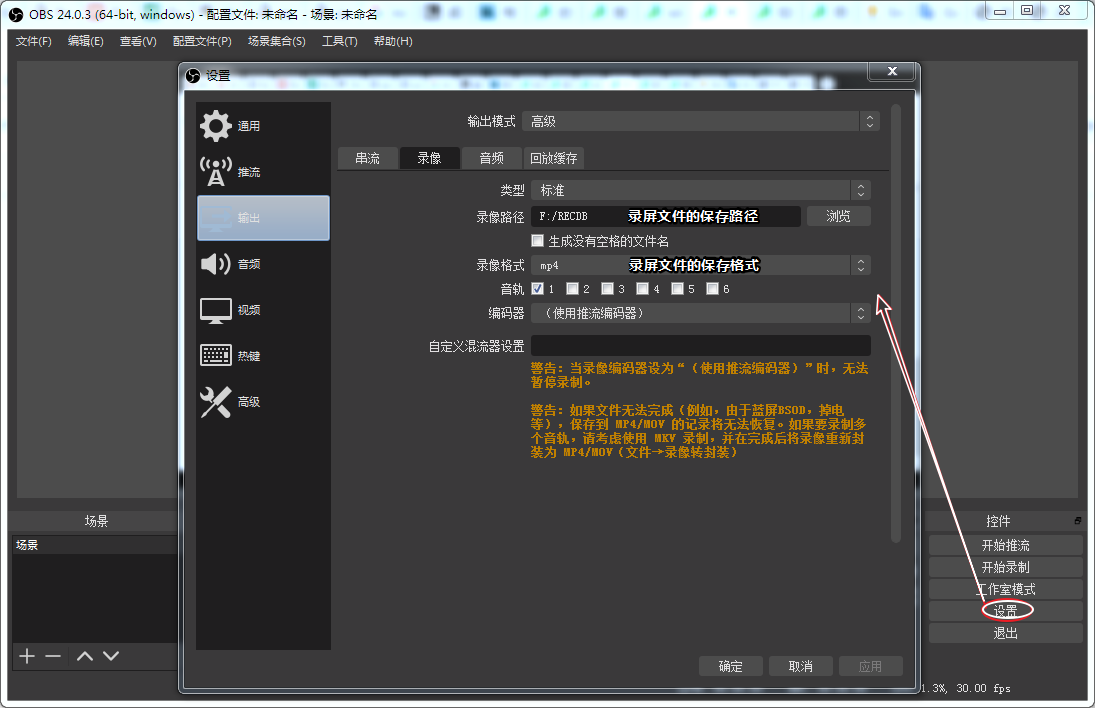 OBS 24.0.3 (64-bit, windows) - 配置文件: 未命名 - 场景: 未命名
文件(F) 编辑(E) 查看(V) 配置文件(P) 场景集合(S) 工具(T) 帮助(H)
设置
通用
推流
输出
音频
视频
热键
高级
输出模式 高级
串流 录像 音频 回放缓存
类型 标准
录像路径 F:/RECDB 录屏文件的保存路径 浏览
生成没有空格的文件名
录像格式 mp4 录屏文件的保存格式
音轨 1 2 3 4 5 6
编码器 （使用推流编码器）
自定义混流器设置
警告：当录像编码器设为“（使用推流编码器）”时，无法
暂停录制。
警告：如果文件无法完成（例如，由于蓝屏BSOD，掉电
等），保存到 MP4/MOV 的记录将无法恢复。如果要录制多
个音轨，请考虑使用 MKV 录制，并在完成后将录像重新封
装为 MP4/MOV（文件→录像转封装）
确定 取消 应用
场景
场景
控件
开始推流
开始录制
工作室模式
设置
退出
1.3%, 30.00 fps